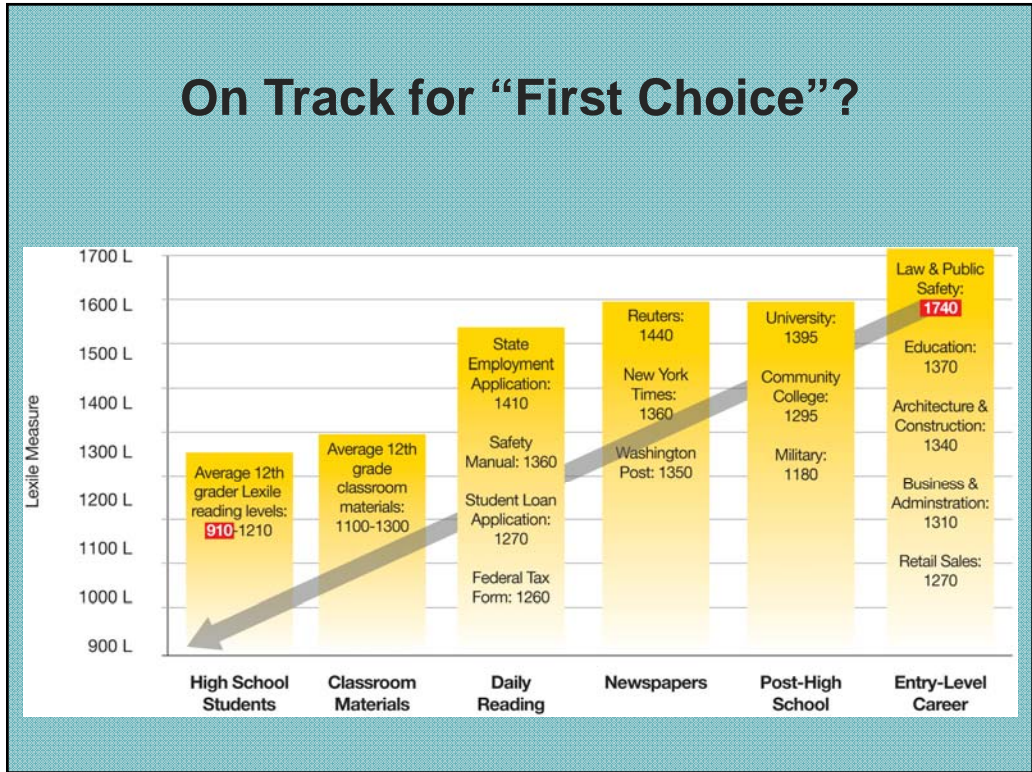 On Track for “First Choice”?
Lexile Measure
1700 L
1600 L
1500 L
1400 L
1300 L
1200 L
1100 L
1000 L
900 L
Average 12th
grader Lexile
reading levels:
910-1210
Average 12th
grade
classroom
materials:
1100-1300
State
Employment
Application:
1410
Safety
Manual: 1360
Student Loan
Application:
1270
Federal Tax
Form: 1260
Reuters:
1440
New York
Times:
1360
Washington
Post: 1350
University:
1395
Community
College:
1295
Military:
1180
Law & Public
Safety:
1740
Education:
1370
Architecture &
Construction:
1340
Business &
Adminstration:
1310
Retail Sales:
1270
High School
Students
Classroom
Materials
Daily
Reading
Newspapers
Post-High
School
Entry-Level
Career